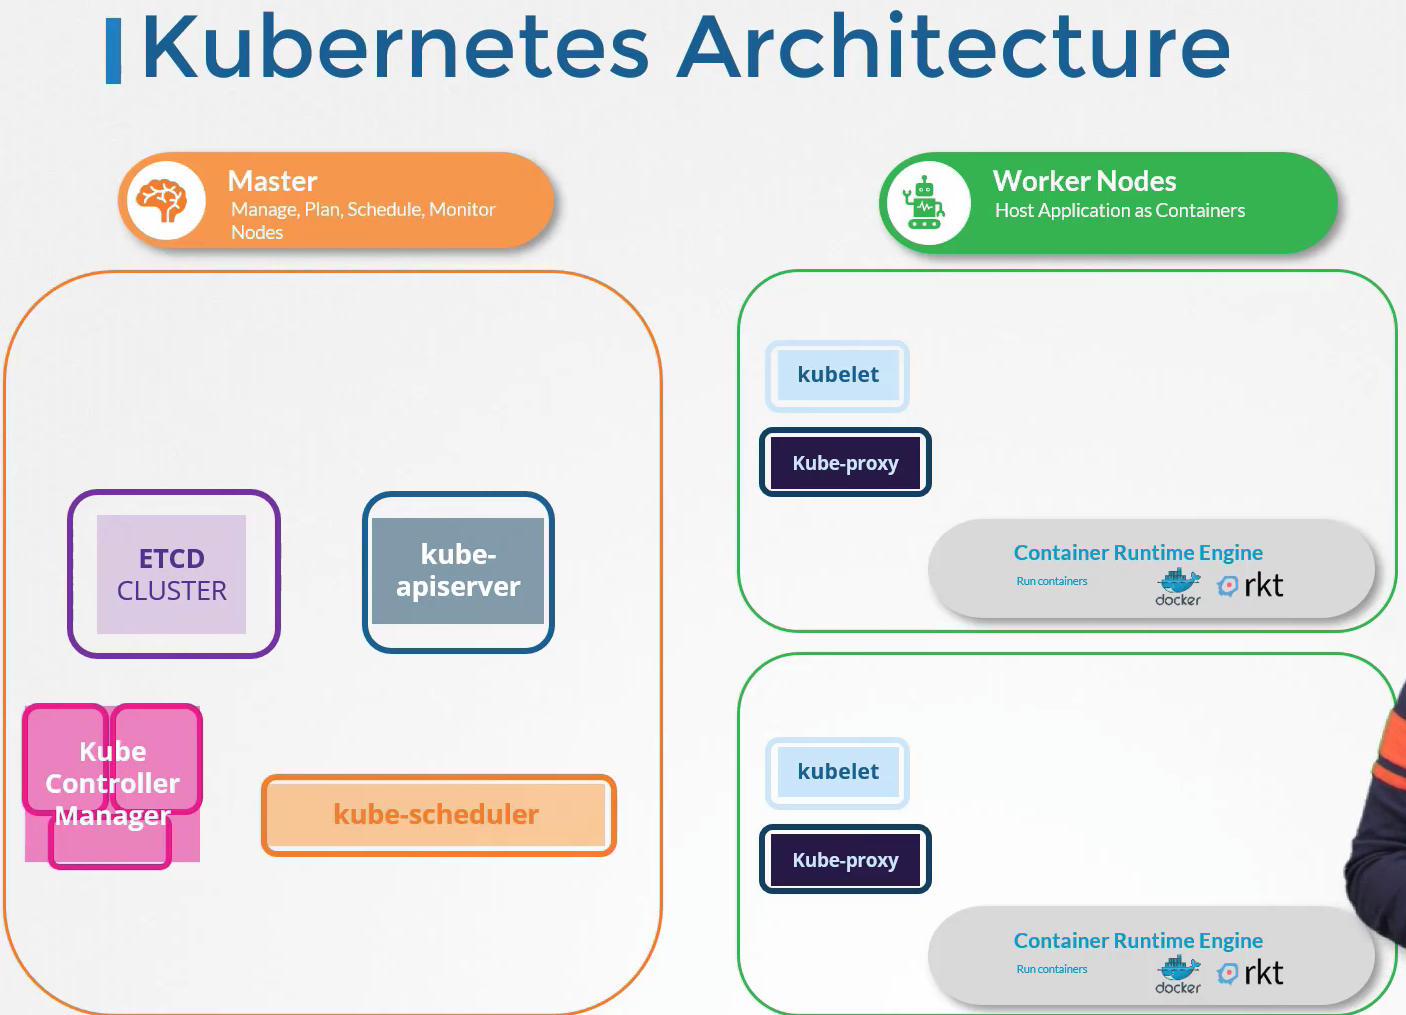 Kubernetes Architecture
Master
Manage, Plan, Schedule, Monitor
Nodes
Worker Nodes
Host Application as Containers
ETCD
CLUSTER
kube-
apiserver
Kube
Controller
Manager
kube-scheduler
kubelet
Kube-proxy
Container Runtime Engine
Run containers
docker
rkt
kubelet
Kube-proxy
Container Runtime Engine
Run containers
docker
rkt